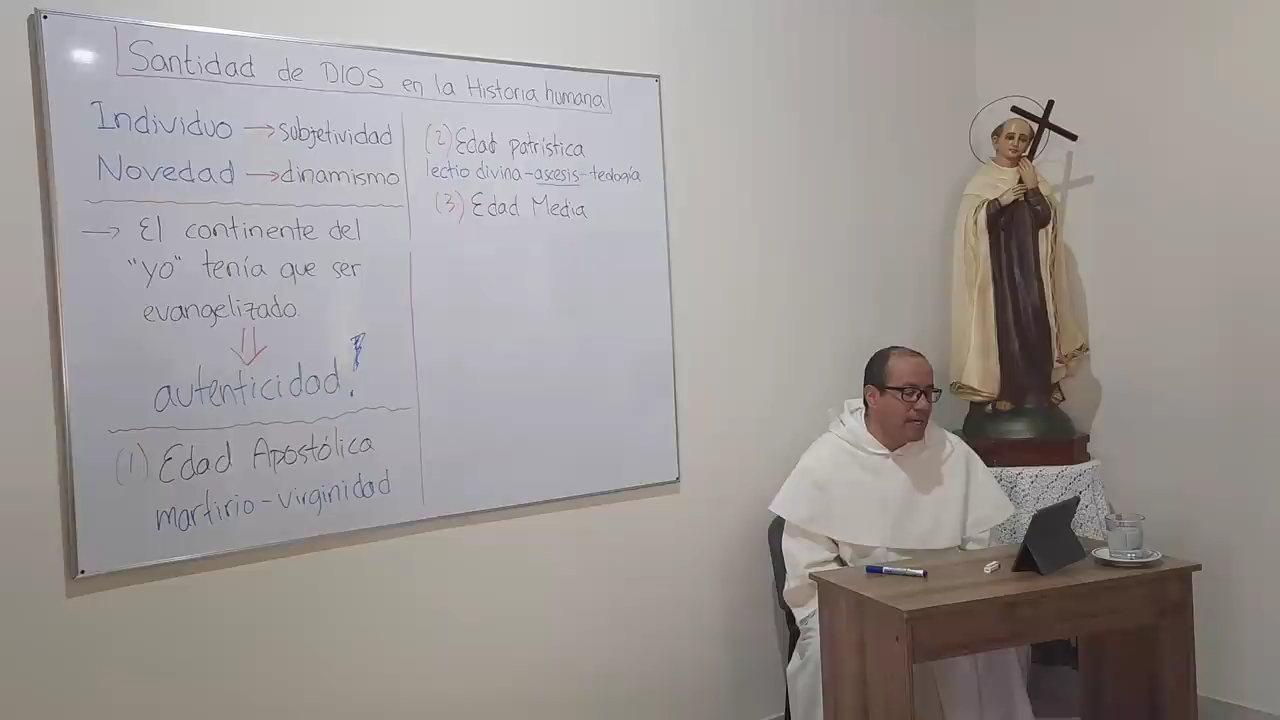 Santidad de DIOS en la Historia humana
Individuo → subjetividad
Novedad → dinamismo
→ El continente del
"yo" tenía que ser
evangelizado.
⇓
autenticidad!
(1) Edad Apostólica
martirio - virginidad
(2) Edad patrística
lectio divina - ascesis - teología
(3) Edad Media